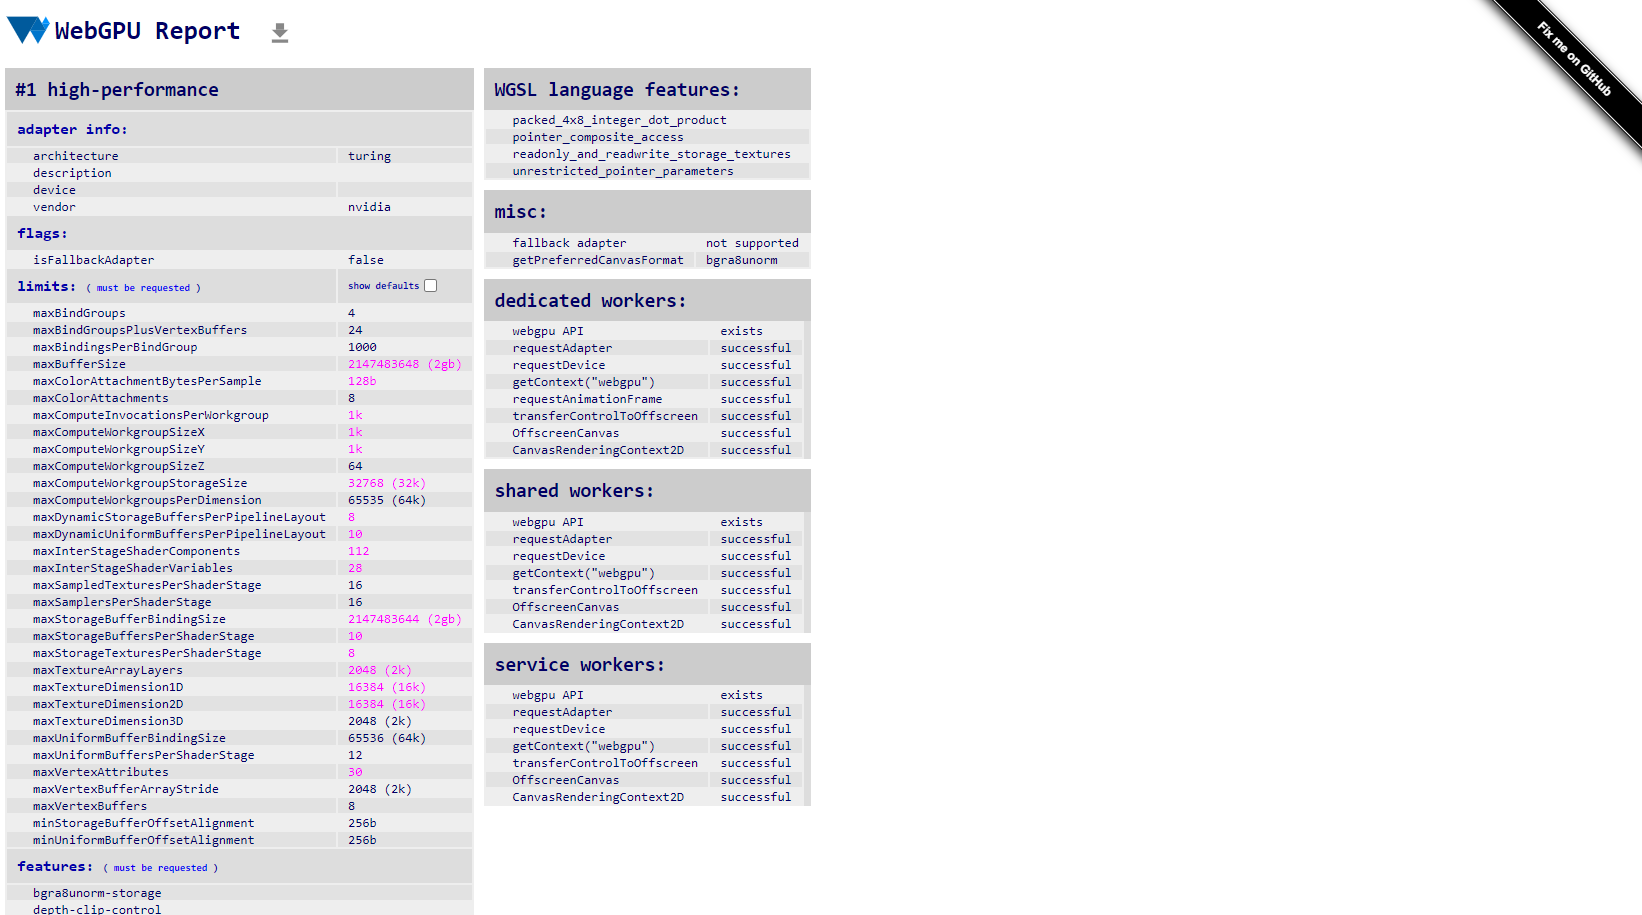 WebGPU Report
Fix me on GitHub
#1 high-performance
adapter info:
architecture turing
description
device
vendor nvidia
flags:
isFallbackAdapter false
limits: ( must be requested ) show defaults
maxBindGroups 4
maxBindGroupsPlusVertexBuffers 24
maxBindingsPerBindGroup 1000
maxBufferSize 2147483648 (2gb)
maxColorAttachmentBytesPerSample 128b
maxColorAttachments 8
maxComputeInvocationsPerWorkgroup 1k
maxComputeWorkgroupSizeX 1k
maxComputeWorkgroupSizeY 1k
maxComputeWorkgroupSizeZ 64
maxComputeWorkgroupStorageSize 32768 (32k)
maxComputeWorkgroupsPerDimension 65535 (64k)
maxDynamicStorageBuffersPerPipelineLayout 8
maxDynamicUniformBuffersPerPipelineLayout 10
maxInterStageShaderComponents 112
maxInterStageShaderVariables 28
maxSampledTexturesPerShaderStage 16
maxSamplersPerShaderStage 16
maxStorageBufferBindingSize 2147483644 (2gb)
maxStorageBuffersPerShaderStage 10
maxStorageTexturesPerShaderStage 8
maxTextureArrayLayers 2048 (2k)
maxTextureDimension1D 16384 (16k)
maxTextureDimension2D 16384 (16k)
maxTextureDimension3D 2048 (2k)
maxUniformBufferBindingSize 65536 (64k)
maxUniformBuffersPerShaderStage 12
maxVertexAttributes 30
maxVertexBufferArrayStride 2048 (2k)
maxVertexBuffers 8
minStorageBufferOffsetAlignment 256b
minUniformBufferOffsetAlignment 256b
features: ( must be requested )
bgra8unorm-storage
depth-clip-control
WGSL language features:
packed_4x8_integer_dot_product
pointer_composite_access
readonly_and_readwrite_storage_textures
unrestricted_pointer_parameters
misc:
fallback adapter not supported
getPreferredCanvasFormat bgra8unorm
dedicated workers:
webgpu API exists
requestAdapter successful
requestDevice successful
getContext("webgpu") successful
requestAnimationFrame successful
transferControlToOffscreen successful
OffscreenCanvas successful
CanvasRenderingContext2D successful
shared workers:
webgpu API exists
requestAdapter successful
requestDevice successful
getContext("webgpu") successful
transferControlToOffscreen successful
OffscreenCanvas successful
CanvasRenderingContext2D successful
service workers:
webgpu API exists
requestAdapter successful
requestDevice successful
getContext("webgpu") successful
transferControlToOffscreen successful
OffscreenCanvas successful
CanvasRenderingContext2D successful